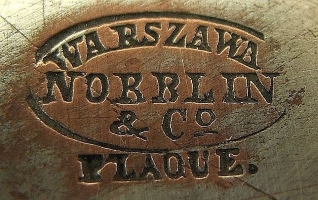 WARSZAWA
NORBLIN
& Co
PLAQUE.